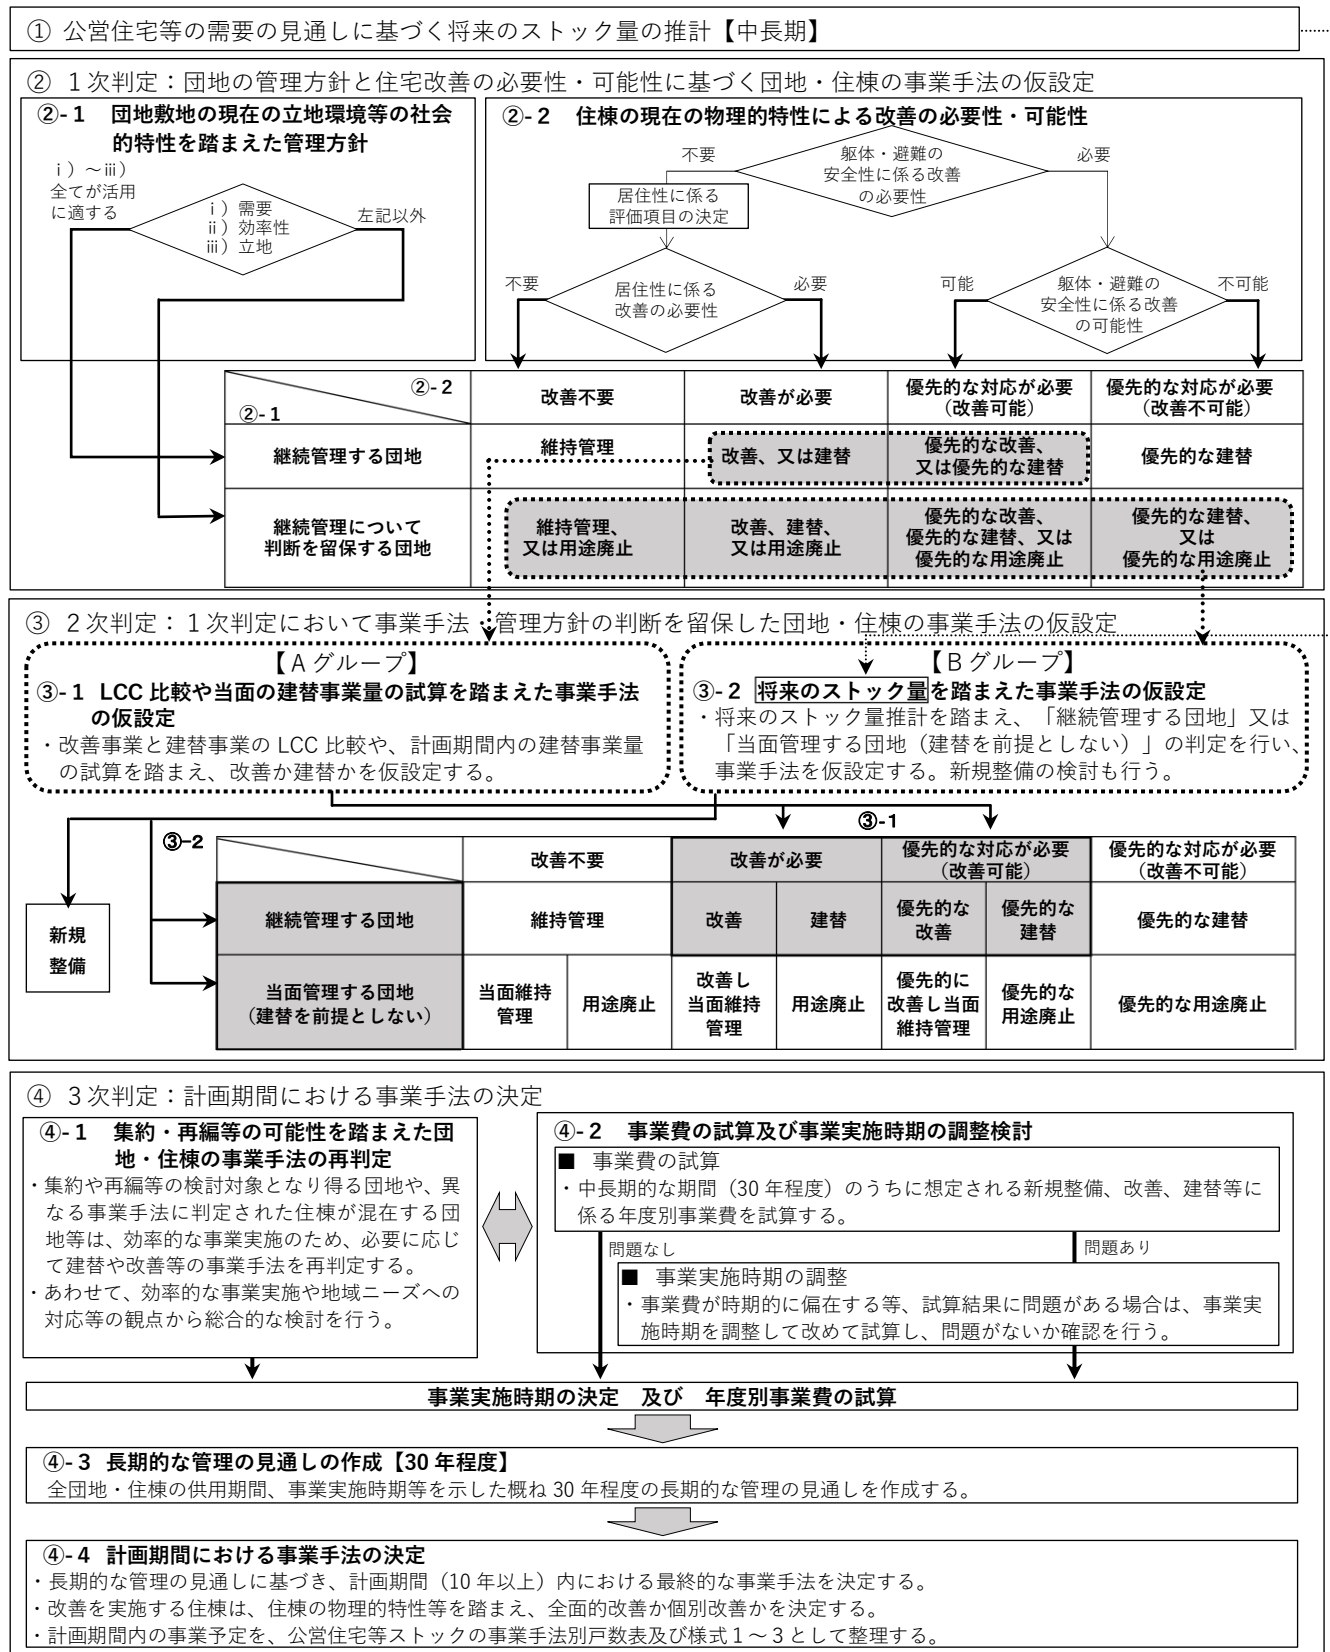 ① 公営住宅等の需要の見通しに基づく将来のストック量の推計【中長期】
② １次判定：団地の管理方針と住宅改善の必要性・可能性に基づく団地・住棟の事業手法の仮設定
②-１ 団地敷地の現在の立地環境等の社会
的特性を踏まえた管理方針
ⅰ）～ⅲ）
全てが活用
に適する
ⅰ）需要
ⅱ）効率性
ⅲ）立地
左記以外
②-２ 住棟の現在の物理的特性による改善の必要性・可能性
不要
躯体・避難の
安全性に係る改善
の必要性
必要
居住性に係る
評価項目の決定
不要
居住性に係る
改善の必要性
必要
可能
躯体・避難の
安全性に係る改善
の可能性
不可能
②-２
②-１
改善不要
改善が必要
優先的な対応が必要
（改善可能）
優先的な対応が必要
（改善不可能）
継続管理する団地
維持管理
改善、又は建替
優先的な改善、
又は優先的な建替
優先的な建替
継続管理について
判断を留保する団地
維持管理、
又は用途廃止
改善、建替、
又は用途廃止
優先的な改善、
優先的な建替、又は
優先的な用途廃止
優先的な建替、
又は
優先的な用途廃止
③ ２次判定：１次判定において事業手法・管理方針の判断を留保した団地・住棟の事業手法の仮設定
【Aグループ】
③-１ LCC 比較や当面の建替事業量の試算を踏まえた事業手法
の仮設定
・改善事業と建替事業の LCC 比較や、計画期間内の建替事業量
の試算を踏まえ、改善か建替かを仮設定する。
【Bグループ】
③-２ 将来のストック量を踏まえた事業手法の仮設定
・将来のストック量推計を踏まえ、「継続管理する団地」又は
「当面管理する団地（建替を前提としない）」の判定を行い、
事業手法を仮設定する。新規整備の検討も行う。
③-1
③-2
新規
整備
改善不要
改善が必要
優先的な対応が必要
（改善可能）
優先的な対応が必要
（改善不可能）
継続管理する団地
維持管理
改善
建替
優先的な
改善
優先的な
建替
優先的な建替
当面管理する団地
（建替を前提としない）
当面維持
管理
用途廃止
改善し
当面維持
管理
用途廃止
優先的に
改善し当面
維持管理
優先的な
用途廃止
優先的な用途廃止
④ ３次判定：計画期間における事業手法の決定
④-１ 集約・再編等の可能性を踏まえた団
地・住棟の事業手法の再判定
・集約や再編等の検討対象となり得る団地や、異
なる事業手法に判定された住棟が混在する団
地等は、効率的な事業実施のため、必要に応じ
て建替や改善等の事業手法を再判定する。
・あわせて、効率的な事業実施や地域ニーズへの
対応等の観点から総合的な検討を行う。
④-２ 事業費の試算及び事業実施時期の調整検討
■ 事業費の試算
・中長期的な期間（30 年程度）のうちに想定される新規整備、改善、建替等に
係る年度別事業費を試算する。
問題なし
問題あり
■ 事業実施時期の調整
・事業費が時期的に偏在する等、試算結果に問題がある場合は、事業実
施時期を調整して改めて試算し、問題がないか確認を行う。
事業実施時期の決定 及び 年度別事業費の試算
④-３ 長期的な管理の見通しの作成【30 年程度】
全団地・住棟の供用期間、事業実施時期等を示した概ね 30 年程度の長期的な管理の見通しを作成する。
④-４ 計画期間における事業手法の決定
・長期的な管理の見通しに基づき、計画期間（10 年以上）内における最終的な事業手法を決定する。
・改善を実施する住棟は、住棟の物理的特性等を踏まえ、全面的改善か個別改善かを決定する。
・計画期間内の事業予定を、公営住宅等ストックの事業手法別戸数表及び様式１～３として整理する。